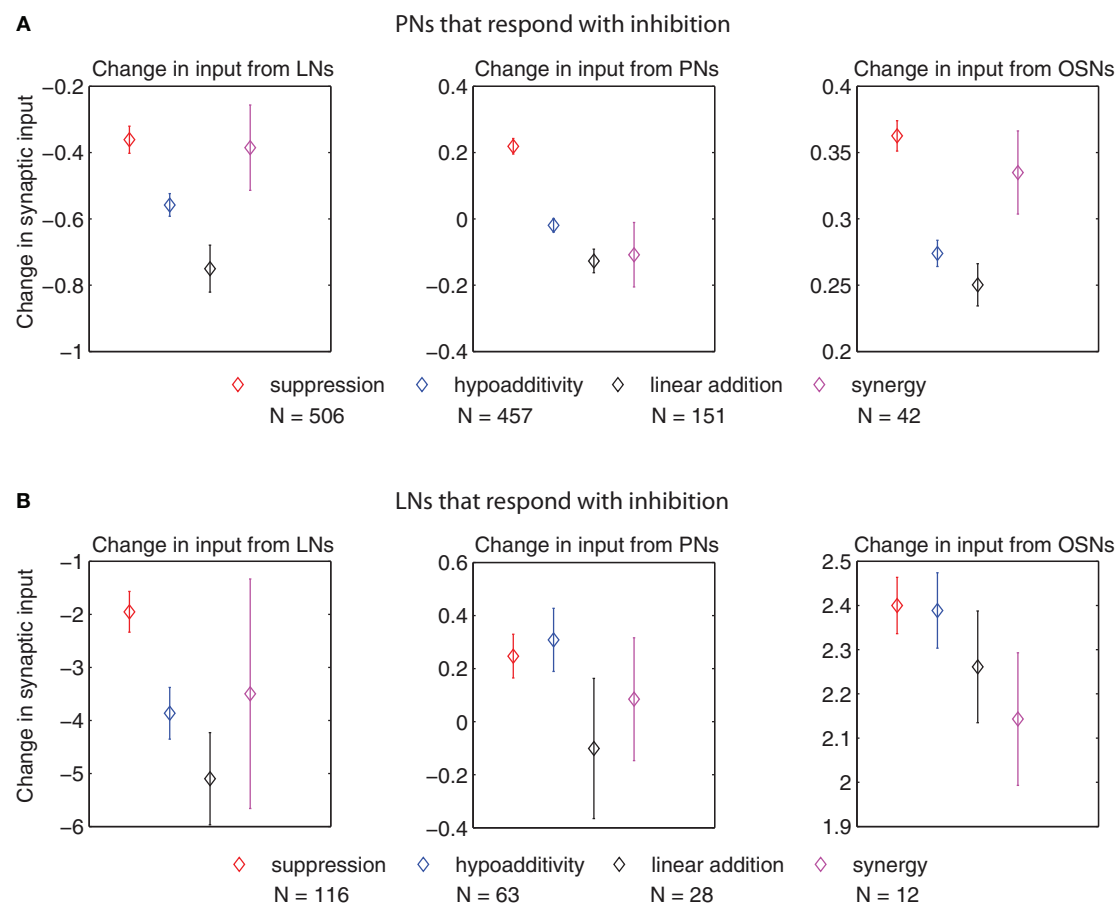 A
PNs that respond with inhibition
Change in input from LNs
Change in input from PNs
Change in input from OSNs
Change in synaptic input
−0.2
−0.4
−0.6
−0.8
−1
0.4
0.2
0
−0.2
−0.4
0.4
0.35
0.3
0.25
0.2
suppression hypoadditivity linear addition synergy
N = 506 N = 457 N = 151 N = 42
B
LNs that respond with inhibition
Change in input from LNs
Change in input from PNs
Change in input from OSNs
Change in synaptic input
−1
−2
−3
−4
−5
−6
0.6
0.4
0.2
0
−0.2
−0.4
2.5
2.4
2.3
2.2
2.1
2
1.9
suppression hypoadditivity linear addition synergy
N = 116 N = 63 N = 28 N = 12